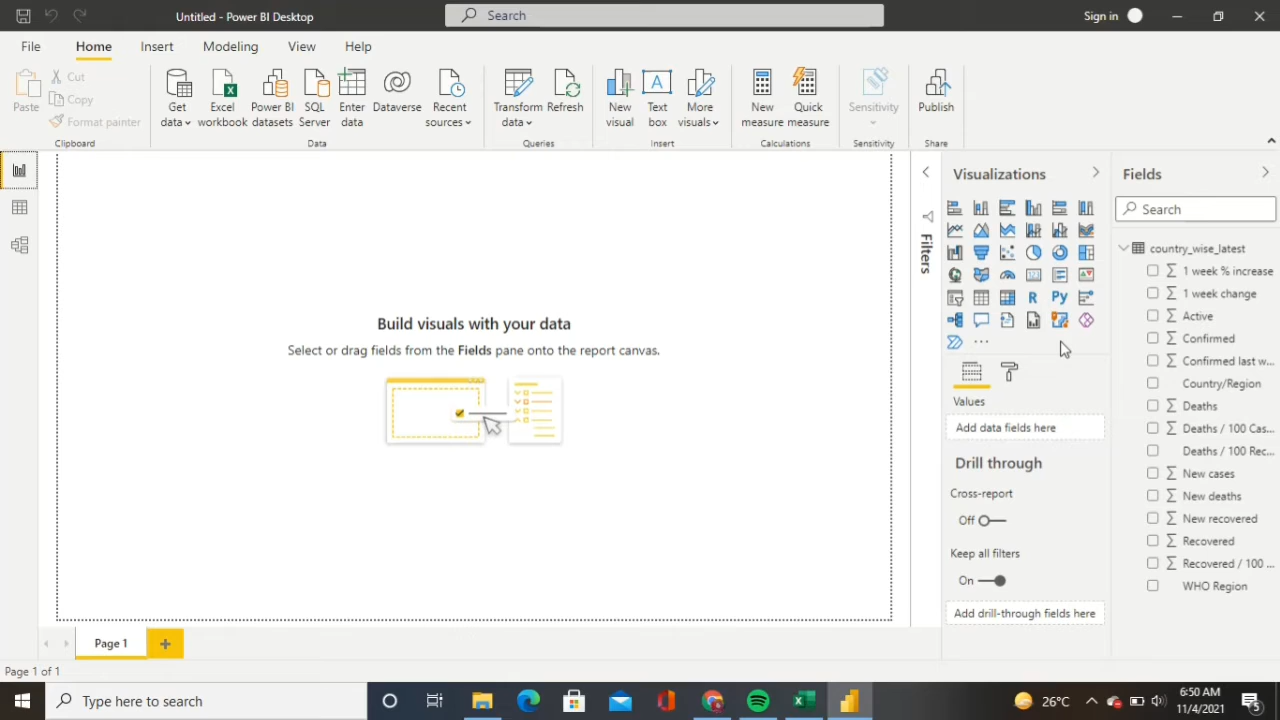 Untitled - Power BI Desktop
Search
Sign in
File
Home
Insert
Modeling
View
Help
Paste
Cut
Copy
Format painter
Clipboard
Get data
Excel workbook
Power BI datasets
SQL Server
Enter data
Dataverse
Recent sources
Data
Transform data
Refresh
Queries
New visual
Text box
More visuals
Insert
New measure
Quick measure
Calculations
Sensitivity
Sensitivity
Publish
Share
Build visuals with your data
Select or drag fields from the Fields pane onto the report canvas.
Filters
Visualizations
R
Py
Values
Add data fields here
Drill through
Cross-report
Off
Keep all filters
On
Add drill-through fields here
Fields
Search
country_wise_latest
1 week % increase
1 week change
Active
Confirmed
Confirmed last w...
Country/Region
Deaths
Deaths / 100 Cas...
Deaths / 100 Rec...
New cases
New deaths
New recovered
Recovered
Recovered / 100 ...
WHO Region
Page 1
Page 1 of 1
Type here to search
26°C
6:50 AM
11/4/2021
5